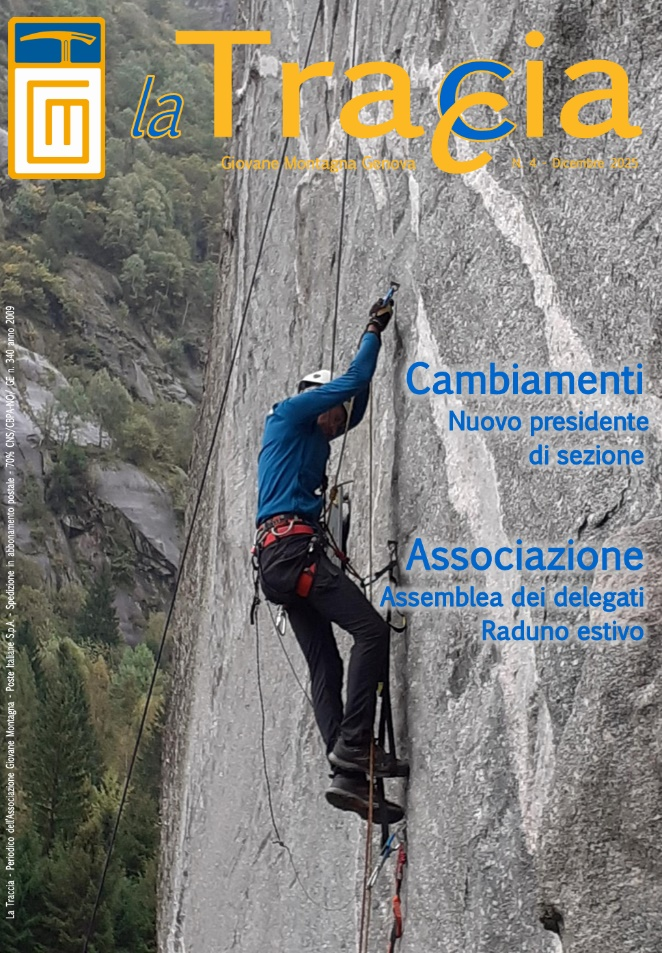 la Traccia
Giovane Montagna Genova
N. 4 - Dicembre 2025
Cambiamenti
Nuovo presidente
di sezione
Associazione
Assemblea dei delegati
Raduno estivo
La Traccia - Periodico dell'Associazione Giovane Montagna - Poste Italiane S.p.A. - Spedizione in abbonamento postale - 70% CNS/CBPA-NO/ GE n. 340 anno 2009